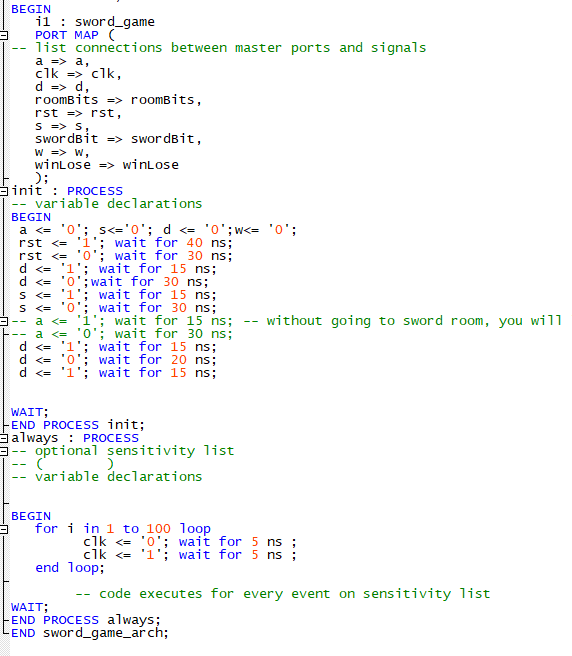 BEGIN
i1 : sword_game
PORT MAP (
-- list connections between master ports and signals
a => a,
clk => clk,
d => d,
roomBits => roomBits,
rst => rst,
s => s,
swordBit => swordBit,
w => w,
winLose => winLose
);
init : PROCESS
-- variable declarations
BEGIN
a <= '0'; s<='0'; d <= '0';w<= '0';
rst <= '1'; wait for 40 ns;
rst <= '0'; wait for 30 ns;
d <= '1'; wait for 15 ns;
d <= '0';wait for 30 ns;
s <= '1'; wait for 15 ns;
s <= '0'; wait for 30 ns;
-- a <= '1'; wait for 15 ns; -- without going to sword room, you will
-- a <= '0'; wait for 30 ns;
d <= '1'; wait for 15 ns;
d <= '0'; wait for 20 ns;
d <= '1'; wait for 15 ns;
WAIT;
END PROCESS init;
always : PROCESS
-- optional sensitivity list
-- ( )
-- variable declarations
BEGIN
for i in 1 to 100 loop
clk <= '0'; wait for 5 ns ;
clk <= '1'; wait for 5 ns ;
end loop;
-- code executes for every event on sensitivity list
WAIT;
END PROCESS always;
END sword_game_arch;